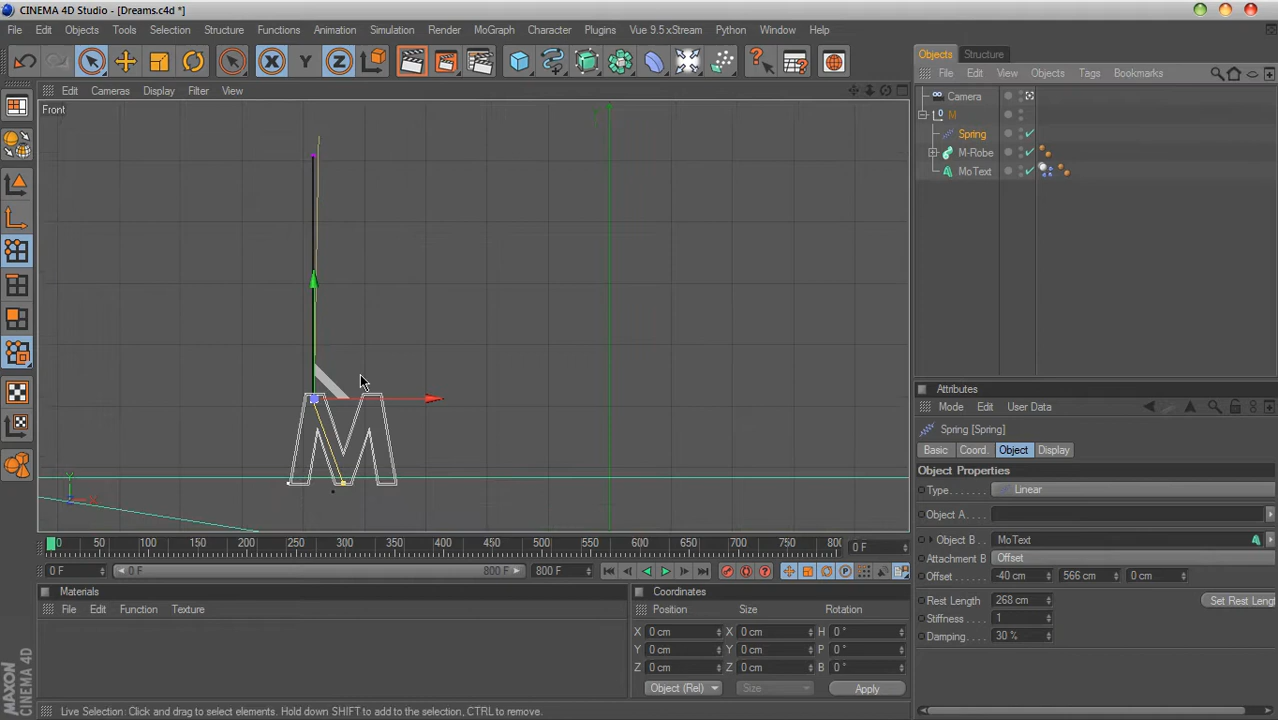 CINEMA 4D Studio - [Dreams.c4d *]
File Edit Objects Tools Selection Structure Functions Animation Simulation Render MoGraph Character Plugins Vue 9.5 xStream Python Window Help
X Y Z ?
Objects Structure
File Edit View Objects Tags Bookmarks
Edit Cameras Display Filter View
Front
Camera
M
Spring
M-Robe
MoText
M
Y X Z
Attributes
Mode Edit User Data
Spring [Spring]
Basic Coord. Object Display
Object Properties
Type Linear
Object A
Object B MoText
Attachment B Offset
Offset -40 cm 566 cm 0 cm
Rest Length 268 cm Set Rest Lengt
Stiffness 1
Damping 30 %
0 50 100 150 200 250 300 350 400 450 500 550 600 650 700 750 80 0 F
0 F 0 F 800 F 800 F ? P
Materials
File Edit Function Texture
Coordinates
Position Size Rotation
X 0 cm X 0 cm H 0 °
Y 0 cm Y 0 cm P 0 °
Z 0 cm Z 0 cm B 0 °
Object (Rel) Size Apply
MAXON CINEMA 4D
Live Selection: Click and drag to select elements. Hold down SHIFT to add to the selection, CTRL to remove.